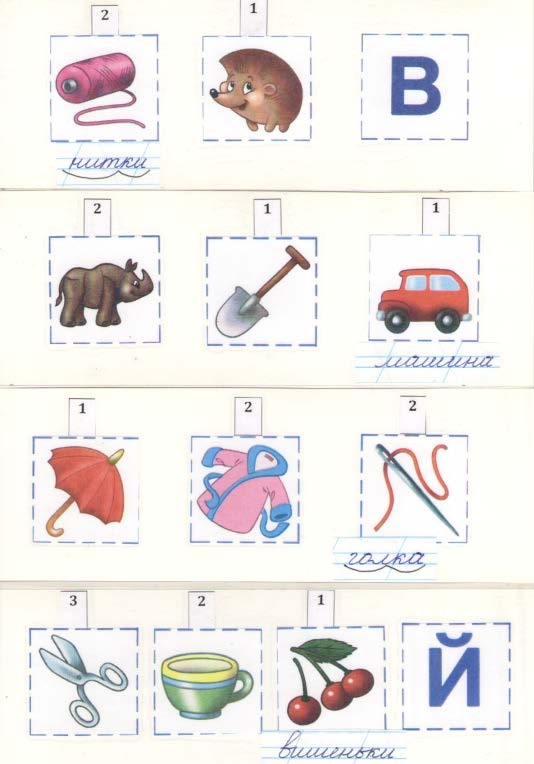 2 1
В
нитки
2 1 1
машина
1 2 2
голка
3 2 1
Й
вишеньки